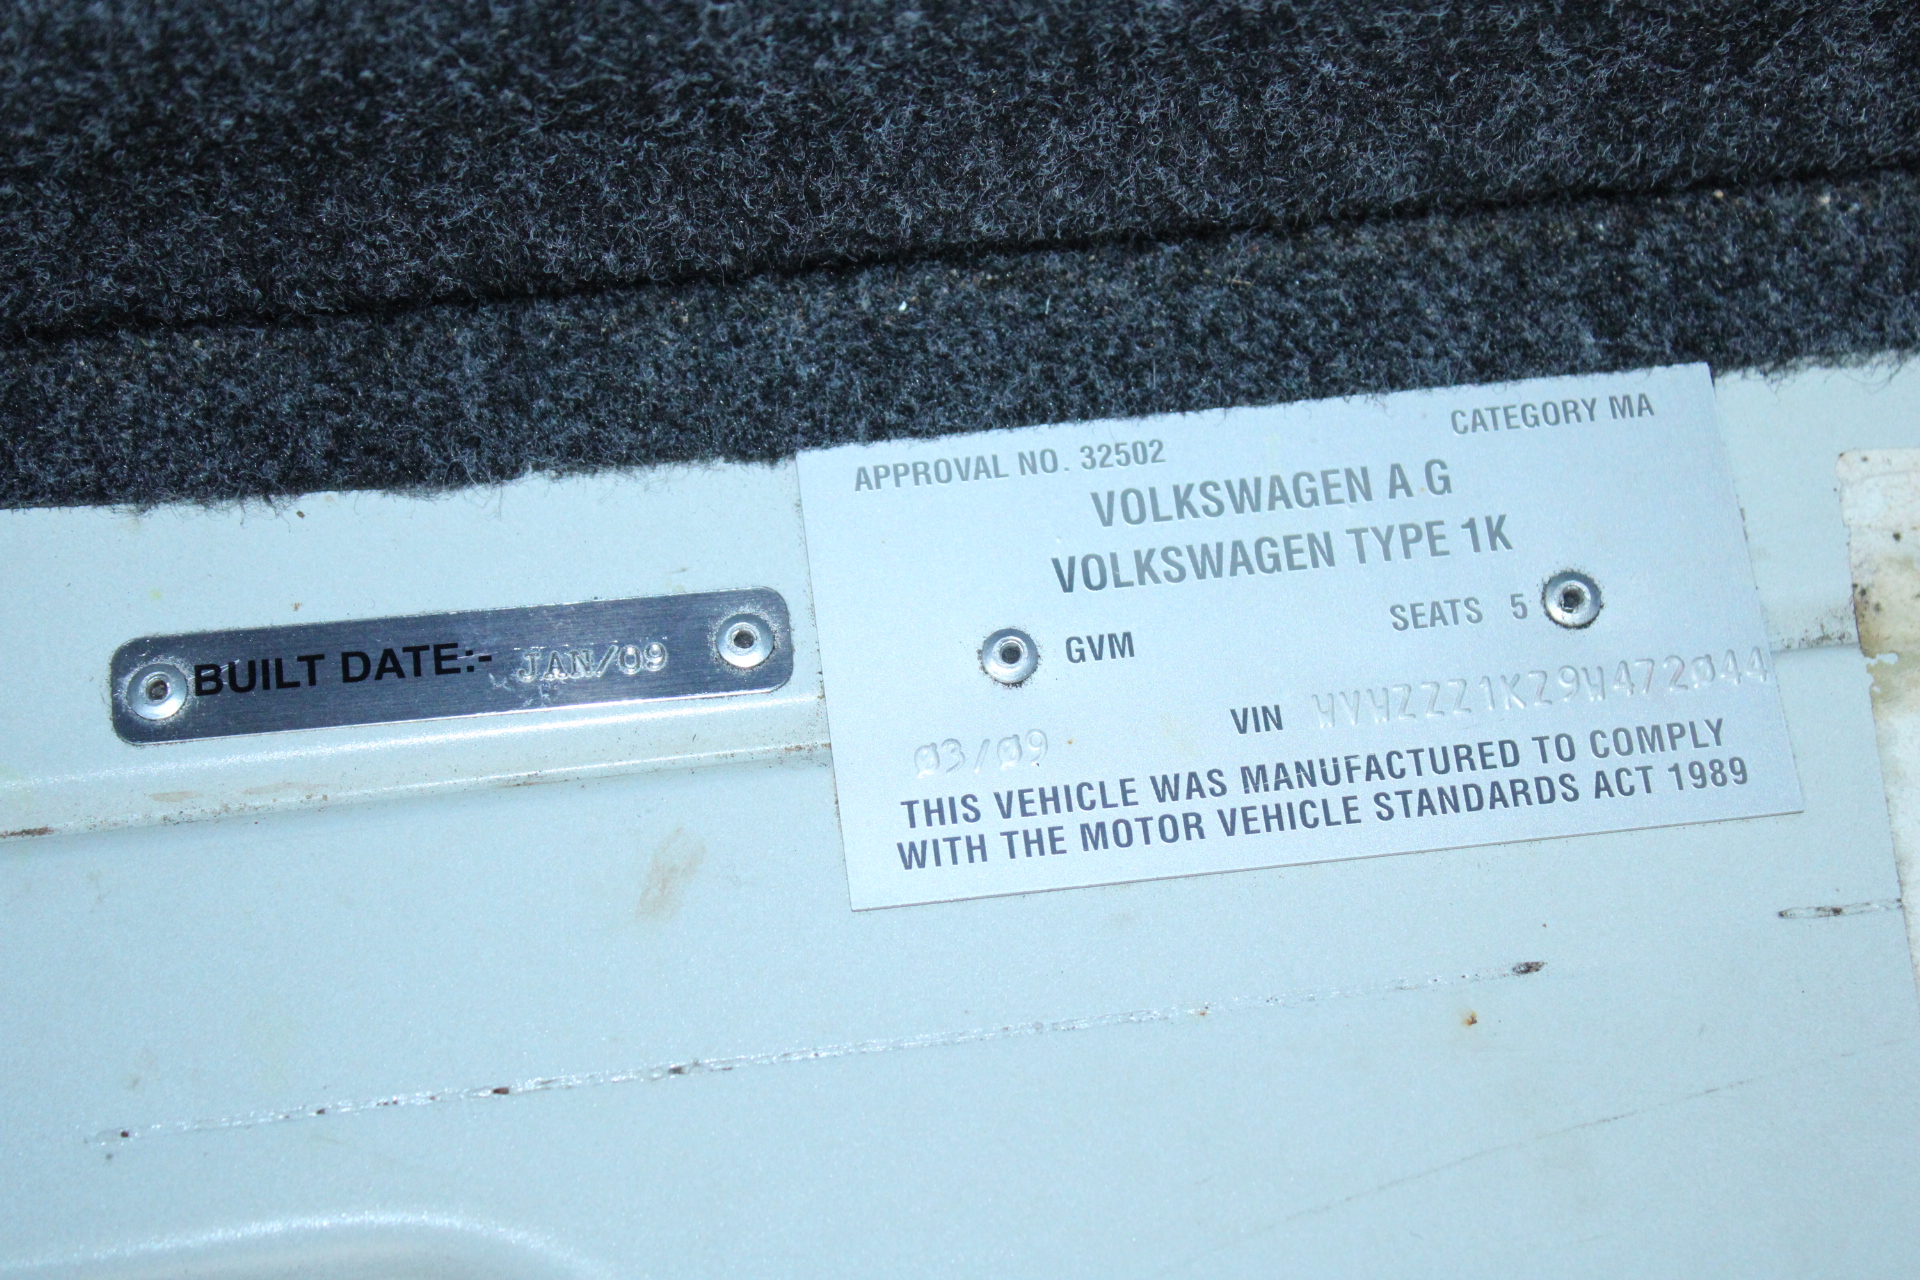 BUILT DATE:- JAN/09
APPROVAL NO. 32502 CATEGORY MA
VOLKSWAGEN A G
VOLKSWAGEN TYPE 1K
GVM SEATS 5
03/09 VIN WVWZZZ1KZ9W472044
THIS VEHICLE WAS MANUFACTURED TO COMPLY
WITH THE MOTOR VEHICLE STANDARDS ACT 1989